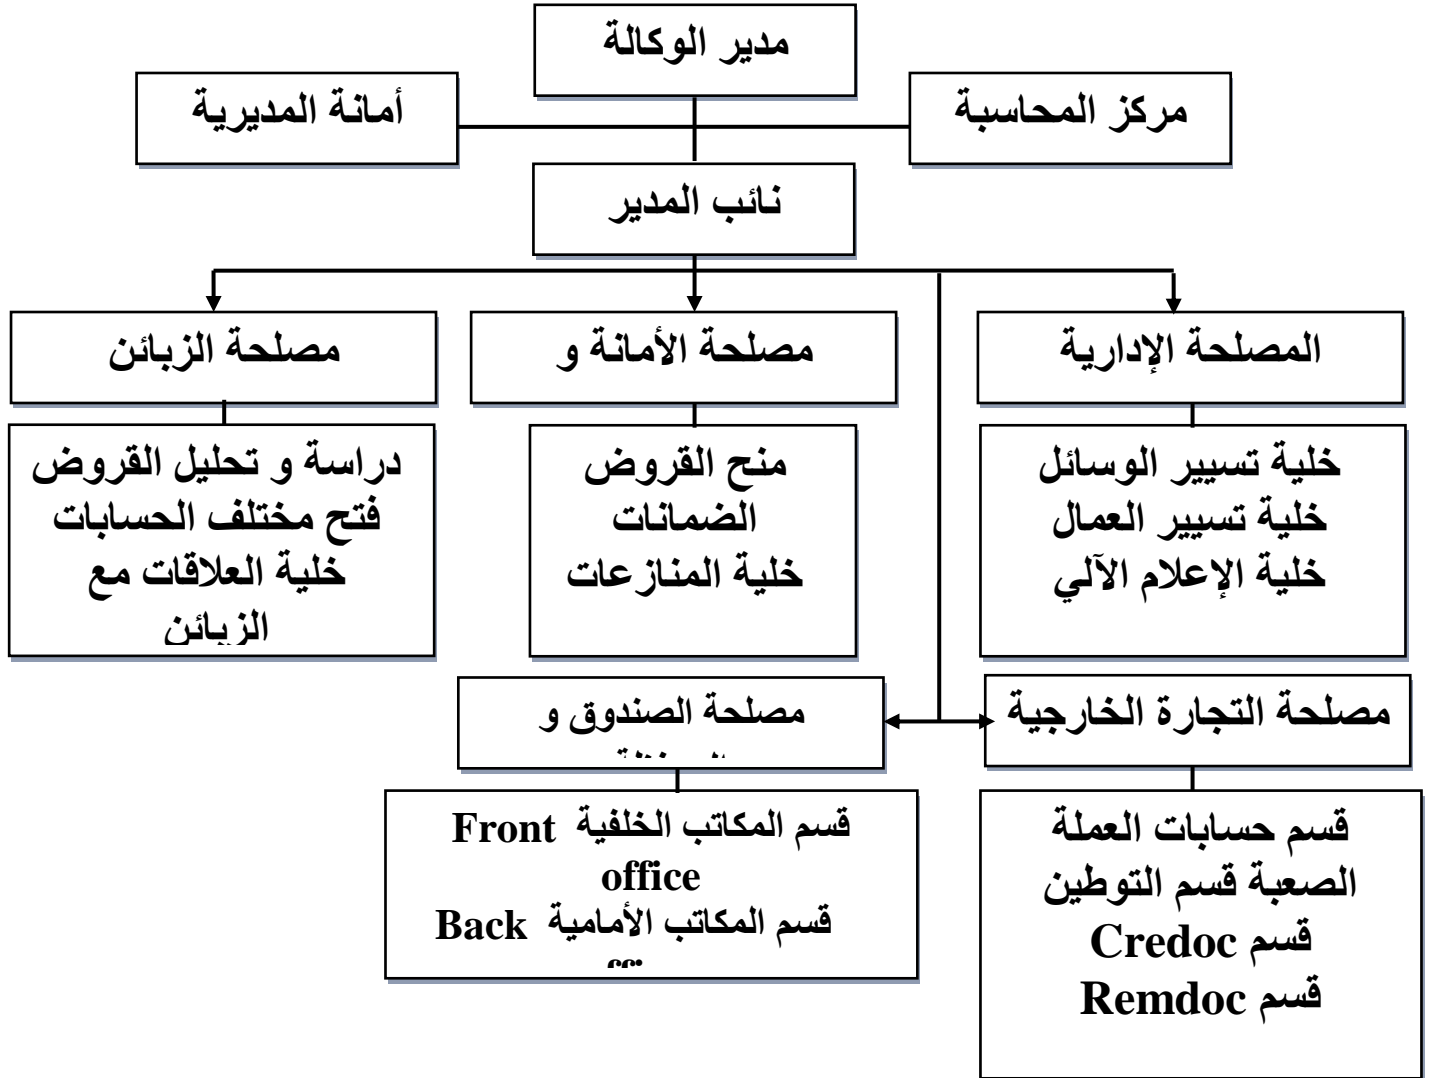 مدير الوكالة
مركز المحاسبة
أمانة المديرية
نائب المدير
المصلحة الإدارية
مصلحة الأمانة و
مصلحة الزبائن
خلية تسيير الوسائل
خلية تسيير العمال
خلية الإعلام الآلي
منح القروض
الضمانات
خلية المنازعات
دراسة و تحليل القروض
فتح مختلف الحسابات
خلية العلاقات مع
الزبائن
مصلحة التجارة الخارجية
مصلحة الصندوق و
قسم حسابات العملة
الصعبة قسم التوطين
قسم Credoc
قسم Remdoc
قسم المكاتب الخلفية Front
office
قسم المكاتب الأمامية Back